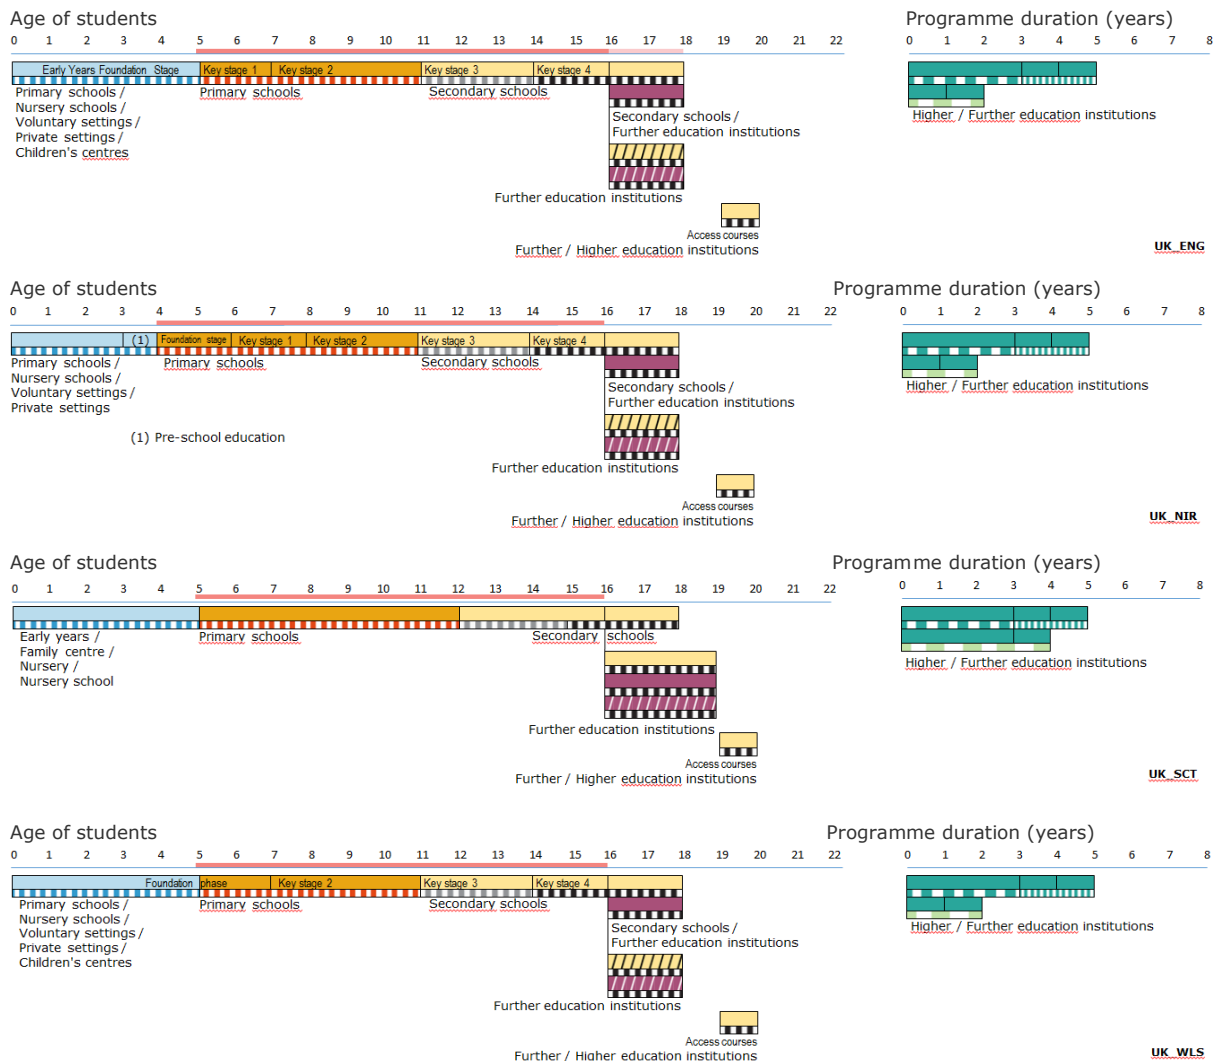 Age of students Programme duration (years)
0 1 2 3 4 5 6 7 8 9 10 11 12 13 14 15 16 17 18 19 20 21 22 0 1 2 3 4 5 6 7 8
Early Years Foundation Stage Key stage 1 Key stage 2 Key stage 3 Key stage 4
Primary schools / Primary schools Secondary schools
Nursery schools /
Voluntary settings /
Private settings /
Children's centres
Secondary schools /
Further education institutions
Higher / Further education institutions
Further education institutions
Access courses
Further / Higher education institutions
UK_ENG
Age of students Programme duration (years)
0 1 2 3 4 5 6 7 8 9 10 11 12 13 14 15 16 17 18 19 20 21 22 0 1 2 3 4 5 6 7 8
(1) Foundation stage Key stage 1 Key stage 2 Key stage 3 Key stage 4
Primary schools / Primary schools Secondary schools
Nursery schools /
Voluntary settings /
Private settings
Secondary schools /
Further education institutions
Higher / Further education institutions
(1) Pre-school education
Further education institutions
Access courses
Further / Higher education institutions
UK_NIR
Age of students Programme duration (years)
0 1 2 3 4 5 6 7 8 9 10 11 12 13 14 15 16 17 18 19 20 21 22 0 1 2 3 4 5 6 7 8
Early years / Primary schools Secondary schools
Family centre /
Nursery /
Nursery school
Higher / Further education institutions
Further education institutions
Access courses
Further / Higher education institutions
UK_SCT
Age of students Programme duration (years)
0 1 2 3 4 5 6 7 8 9 10 11 12 13 14 15 16 17 18 19 20 21 22 0 1 2 3 4 5 6 7 8
Foundation phase Key stage 2 Key stage 3 Key stage 4
Primary schools / Primary schools Secondary schools
Nursery schools /
Voluntary settings /
Private settings /
Children's centres
Secondary schools /
Further education institutions
Higher / Further education institutions
Further education institutions
Access courses
Further / Higher education institutions
UK_WLS